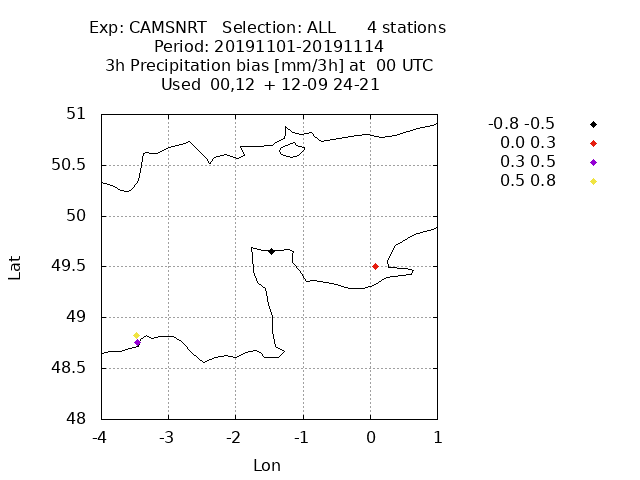 Exp: CAMSNRT   Selection: ALL      4 stations
Period: 20191101-20191114
3h Precipitation bias [mm/3h] at  00 UTC
Used  00,12  + 12-09 24-21
-0.8 -0.5
0.0 0.3
0.3 0.5
0.5 0.8
51
50.5
50
49.5
49
48.5
48
Lat
-4 -3 -2 -1 0 1
Lon